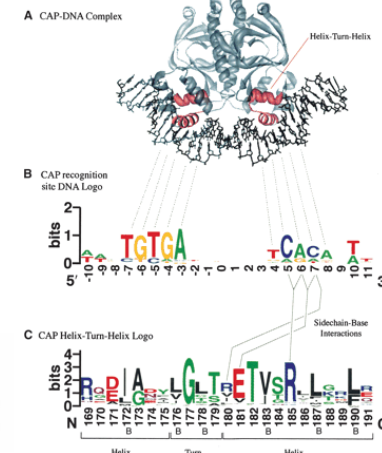 A CAP-DNA Complex
Helix-Turn-Helix
B CAP recognition
site DNA Logo
bits
2
1
0
TGTGA
TCACA
T
A
5' -10 -9 -8 -7 -6 -5 -4 -3 -2 -1 0 1 2 3 4 5 6 7 8 9 10 11
Sidechain-Base
Interactions
C CAP Helix-Turn-Helix Logo
bits
4
3
2
1
0
R D I A L G L T R E T V S R L L L
N 169 170 171 172 173 174 175 176 177 178 179 180 181 182 183 184 185 186 187 188 189 190 191
B B B B B B
Helix Turn Helix